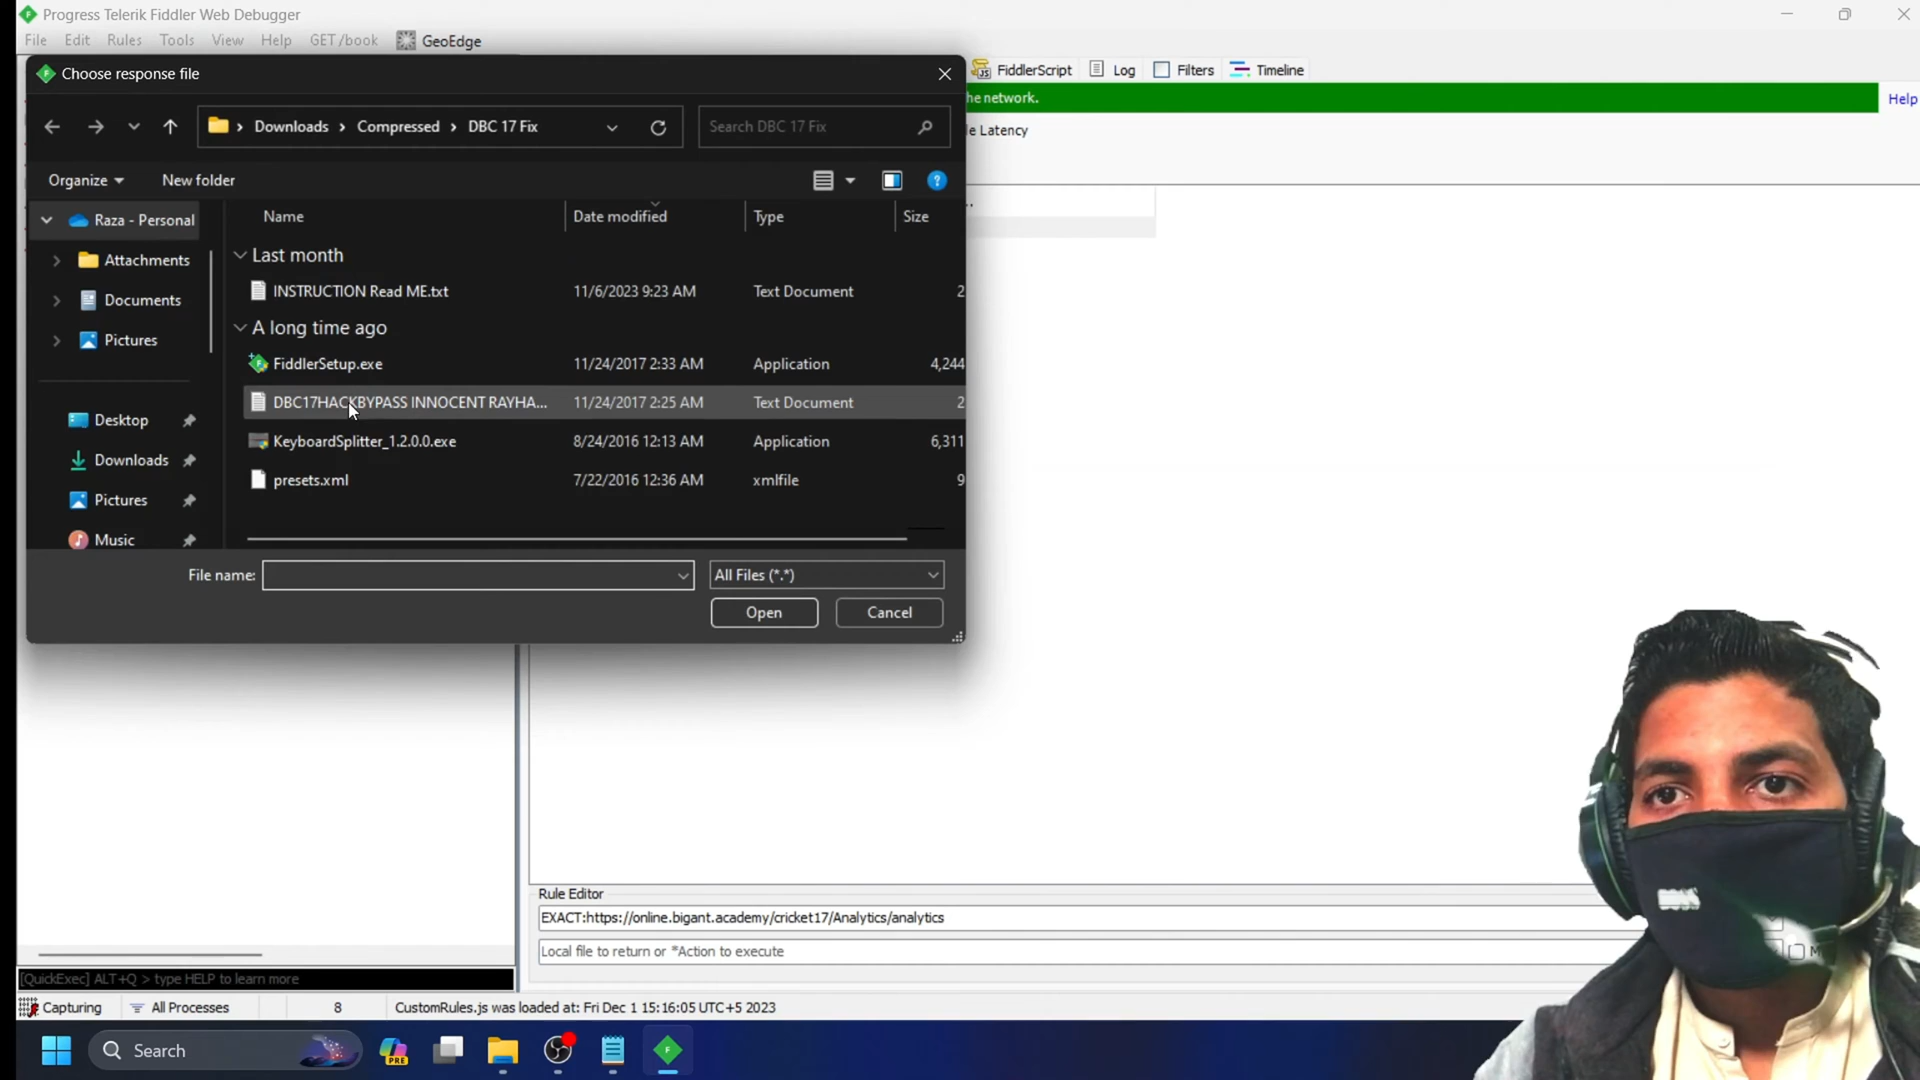 Progress Telerik Fiddler Web Debugger
File Edit Rules Tools View Help GET /book GeoEdge
Choose response file
FiddlerScript Log Filters Timeline
he network.
Help
Downloads > Compressed > DBC 17 Fix
Search DBC 17 Fix
e Latency
Organize New folder
Name Date modified Type Size
Raza - Personal
Last month
Attachments
INSTRUCTION Read ME.txt 11/6/2023 9:23 AM Text Document 2
Documents
A long time ago
Pictures
FiddlerSetup.exe 11/24/2017 2:33 AM Application 4,244
DBC17HACKBYPASS INNOCENT RAYHA... 11/24/2017 2:25 AM Text Document 2
Desktop
KeyboardSplitter_1.2.0.0.exe 8/24/2016 12:13 AM Application 6,311
Downloads
presets.xml 7/22/2016 12:36 AM xmlfile 9
Pictures
Music
File name: All Files (*.*)
Open Cancel
Rule Editor
EXACT:https://online.bigant.academy/cricket17/Analytics/analytics
Local file to return or *Action to execute
M
[QuickExec] ALT+Q > type HELP to learn more
Capturing All Processes 8 CustomRules.js was loaded at: Fri Dec 1 15:16:05 UTC+5 2023
Search
PRE